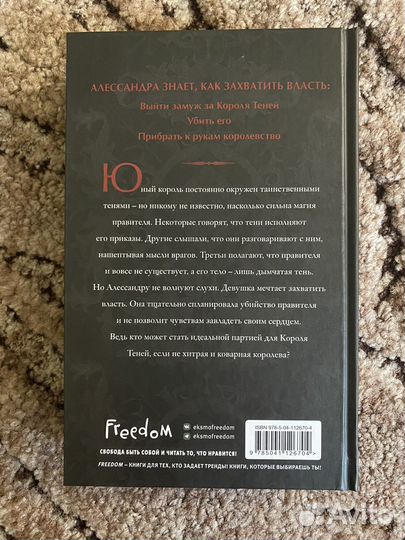 АЛЕССАНДРА ЗНАЕТ, КАК ЗАХВАТИТЬ ВЛАСТЬ:
Выйти замуж за Короля Теней
Убить его
Прибрать к рукам королевство
Юный король постоянно окружен таинственными
тенями – но никому не известно, насколько сильна магия
правителя. Некоторые говорят, что тени исполняют
его приказы. Другие слышали, что они разговаривают с ним,
нашептывая мысли врагов. Третьи полагают, что правителя
и вовсе не существует, а его тело – лишь дымчатая тень.
Но Алессандру не волнуют слухи. Девушка мечтает захватить
власть. Она тщательно спланировала убийство правителя
и не позволит чувствам завладеть своим сердцем.
Ведь кто может стать идеальной партией для Короля
Теней, если не хитрая и коварная королева?
Freedom
eksmofreedom
eksmofreedom
ISBN 978-5-04-112670-4
9 785041 126704 >
СВОБОДА БЫТЬ СОБОЙ И ЧИТАТЬ ТО, ЧТО НРАВИТСЯ!
FREEDOM – КНИГИ ДЛЯ ТЕХ, КТО ЗАДАЕТ ТРЕНДЫ! КНИГИ, КОТОРЫЕ ВЫБИРАЕШЬ ТЫ!
Avito